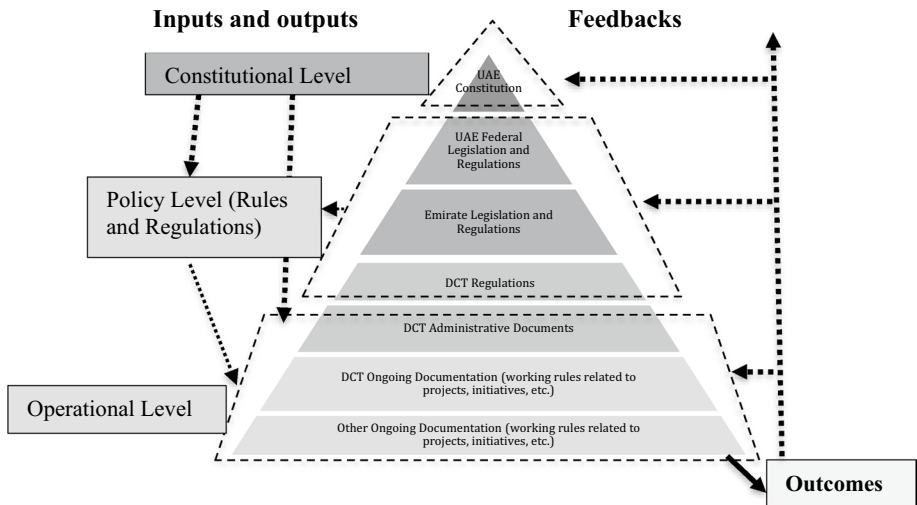 Inputs and outputs
Feedbacks
Constitutional Level
UAE
Constitution
UAE Federal
Legislation and
Regulations
Policy Level (Rules
and Regulations)
Emirate Legislation and
Regulations
DCT Regulations
DCT Administrative Documents
DCT Ongoing Documentation (working rules related to
projects, initiatives, etc.)
Operational Level
Other Ongoing Documentation (working rules related to
projects, initiatives, etc.)
Outcomes